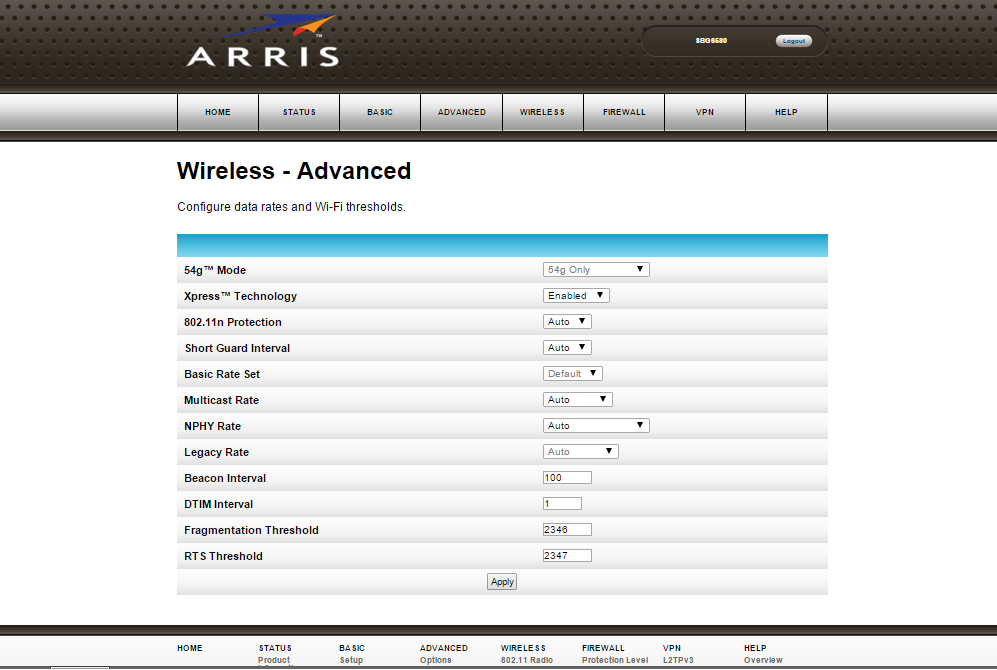 ARRIS
TM
SBG6580 Logout
HOME STATUS BASIC ADVANCED WIRELESS FIREWALL VPN HELP
Wireless - Advanced
Configure data rates and Wi-Fi thresholds.
54g™ Mode 54g Only
Xpress™ Technology Enabled
802.11n Protection Auto
Short Guard Interval Auto
Basic Rate Set Default
Multicast Rate Auto
NPHY Rate Auto
Legacy Rate Auto
Beacon Interval 100
DTIM Interval 1
Fragmentation Threshold 2346
RTS Threshold 2347
Apply
HOME STATUS BASIC ADVANCED WIRELESS FIREWALL VPN HELP
Product Setup Options 802.11 Radio Protection Level L2TPv3 Overview